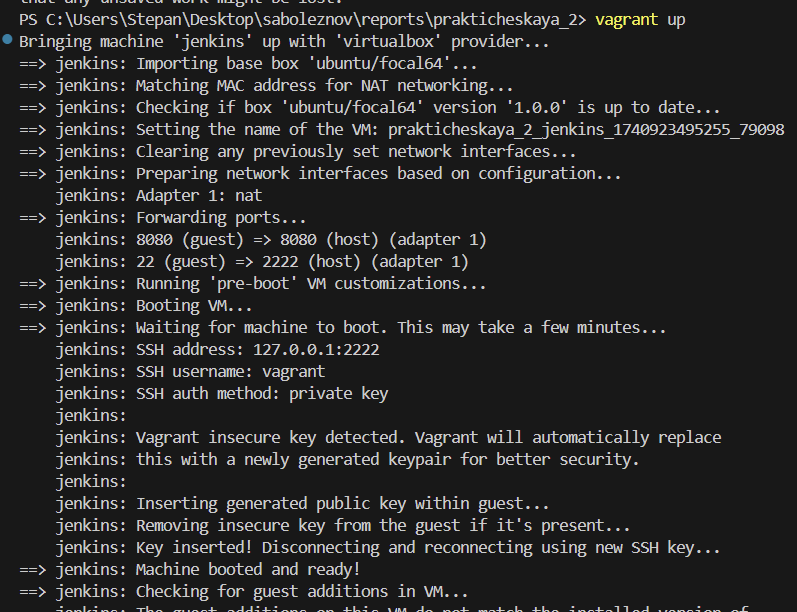 that any unsaved work might be lost.
PS C:\Users\Stepan\Desktop\saboleznov\reports\prakticheskaya_2> vagrant up
Bringing machine 'jenkins' up with 'virtualbox' provider...
==> jenkins: Importing base box 'ubuntu/focal64'...
==> jenkins: Matching MAC address for NAT networking...
==> jenkins: Checking if box 'ubuntu/focal64' version '1.0.0' is up to date...
==> jenkins: Setting the name of the VM: prakticheskaya_2_jenkins_1740923495255_79098
==> jenkins: Clearing any previously set network interfaces...
==> jenkins: Preparing network interfaces based on configuration...
    jenkins: Adapter 1: nat
==> jenkins: Forwarding ports...
    jenkins: 8080 (guest) => 8080 (host) (adapter 1)
    jenkins: 22 (guest) => 2222 (host) (adapter 1)
==> jenkins: Running 'pre-boot' VM customizations...
==> jenkins: Booting VM...
==> jenkins: Waiting for machine to boot. This may take a few minutes...
    jenkins: SSH address: 127.0.0.1:2222
    jenkins: SSH username: vagrant
    jenkins: SSH auth method: private key
    jenkins:
    jenkins: Vagrant insecure key detected. Vagrant will automatically replace
    jenkins: this with a newly generated keypair for better security.
    jenkins:
    jenkins: Inserting generated public key within guest...
    jenkins: Removing insecure key from the guest if it's present...
    jenkins: Key inserted! Disconnecting and reconnecting using new SSH key...
==> jenkins: Machine booted and ready!
==> jenkins: Checking for guest additions in VM...
    jenkins: The guest additions on this VM do not match the installed version of